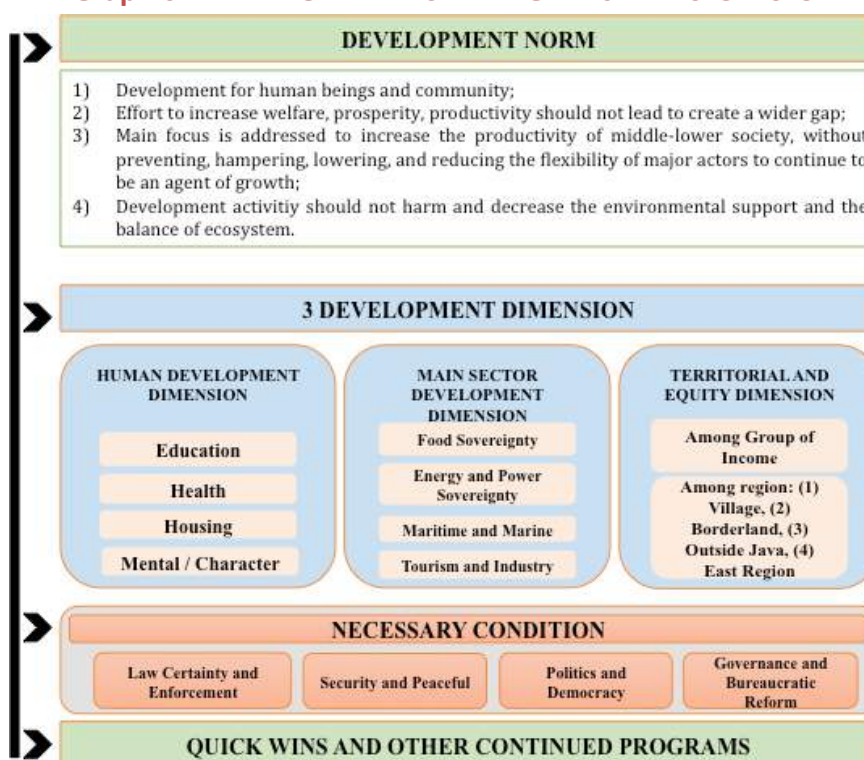 DEVELOPMENT NORM
1) Development for human beings and community;
2) Effort to increase welfare, prosperity, productivity should not lead to create a wider gap;
3) Main focus is addressed to increase the productivity of middle-lower society, without
preventing, hampering, lowering, and reducing the flexibility of major actors to continue to
be an agent of growth;
4) Development activitiy should not harm and decrease the environmental support and the
balance of ecosystem.
3 DEVELOPMENT DIMENSION
HUMAN DEVELOPMENT
DIMENSION
Education
Health
Housing
Mental / Character
MAIN SECTOR
DEVELOPMENT
DIMENSION
Food Sovereignty
Energy and Power
Sovereignty
Maritime and Marine
Tourism and Industry
TERRITORIAL AND
EQUITY DIMENSION
Among Group of
Income
Among region: (1)
Village, (2)
Borderland, (3)
Outside Java, (4)
East Region
NECESSARY CONDITION
Law Certainty and
Enforcement
Security and Peaceful
Politics and
Democracy
Governance and
Bureaucratic
Reform
QUICK WINS AND OTHER CONTINUED PROGRAMS